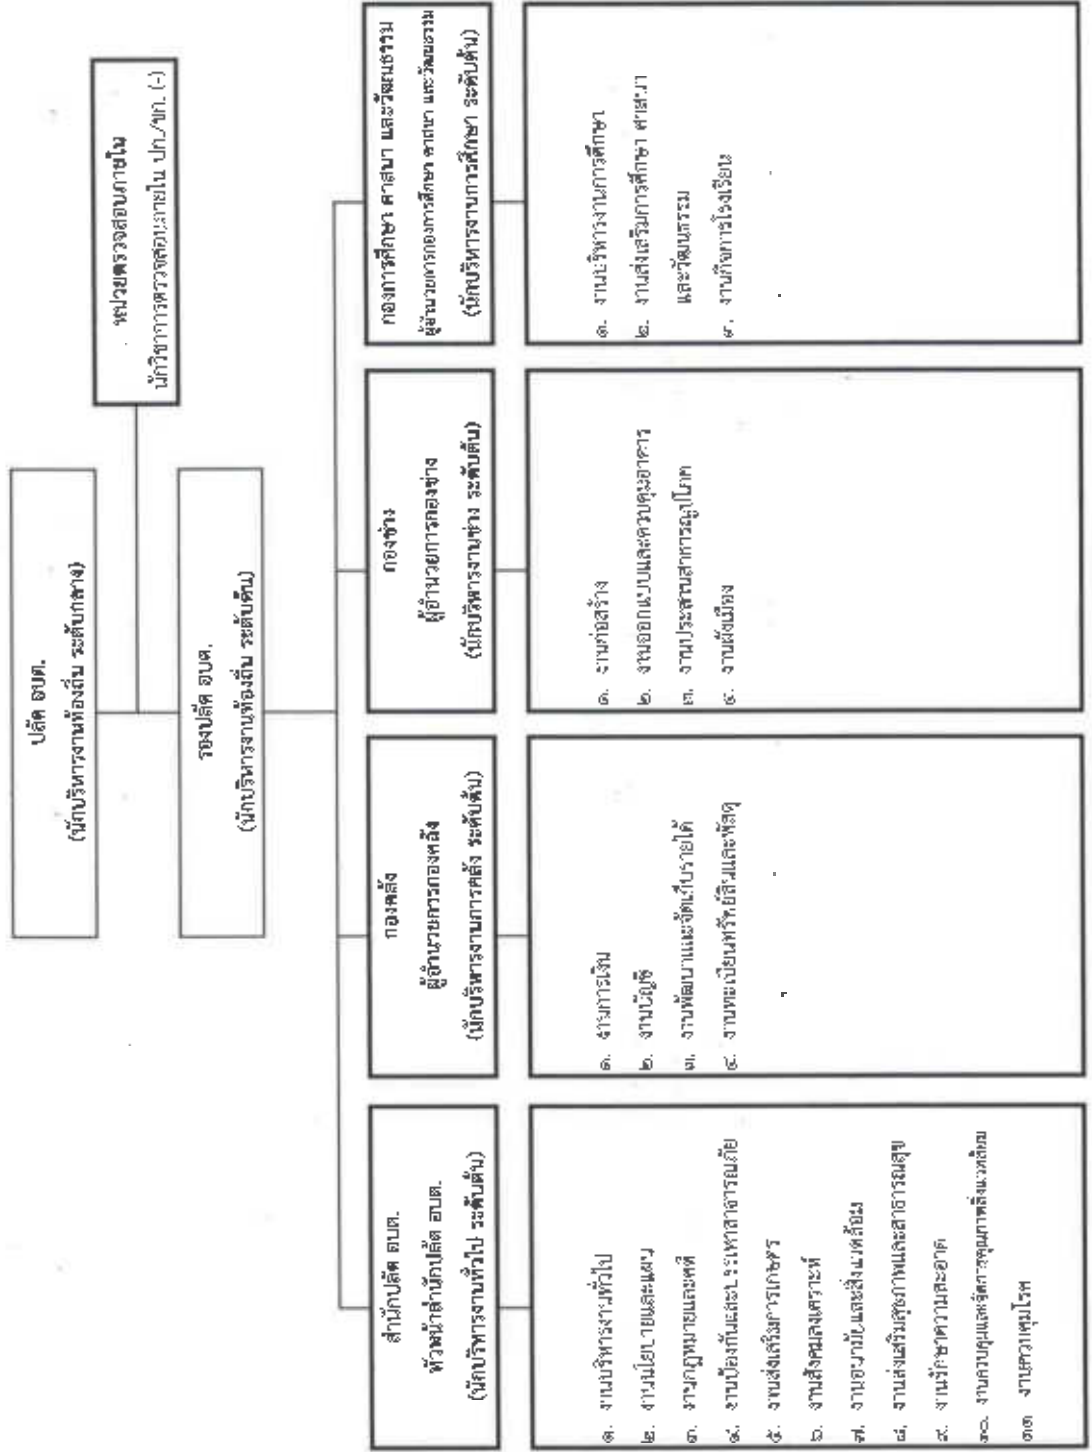 ปลัด อบต.
(นักบริหารงานท้องถิ่น ระดับกลาง)
หน่วยตรวจสอบภายใน
นักวิชาการตรวจสอบภายใน ปก./ชก. (-)
รองปลัด อบต.
(นักบริหารงานท้องถิ่น ระดับต้น)
สำนักปลัด อบต.
หัวหน้าสำนักปลัด อบต.
(นักบริหารงานทั่วไป ระดับต้น)
๑. งานบริหารงานทั่วไป
๒. งานนโยบายและแผน
๓. งานกฎหมายและคดี
๔. งานป้องกันและบรรเทาสาธารณภัย
๕. งานส่งเสริมการเกษตร
๖. งานสังคมสงเคราะห์
๗. งานอนามัยและสิ่งแวดล้อม
๘. งานส่งเสริมสุขภาพและสาธารณสุข
๙. งานรักษาความสะอาด
๑๐. งานควบคุมและจัดการคุณภาพสิ่งแวดล้อม
๑๑ งานควบคุมโรค
กองคลัง
ผู้อำนวยการกองคลัง
(นักบริหารงานการคลัง ระดับต้น)
๑. งานการเงิน
๒. งานบัญชี
๓. งานพัฒนาและจัดเก็บรายได้
๔. งานทะเบียนทรัพย์สินและพัสดุ
กองช่าง
ผู้อำนวยการกองช่าง
(นักบริหารงานช่าง ระดับต้น)
๑. งานก่อสร้าง
๒. งานออกแบบและควบคุมอาคาร
๓. งานประสานสาธารณูปโภค
๔. งานผังเมือง
กองการศึกษา ศาสนา และวัฒนธรรม
ผู้อำนวยการกองการศึกษา ศาสนา และวัฒนธรรม
(นักบริหารงานการศึกษา ระดับต้น)
๑. งานบริหารงานการศึกษา
๒. งานส่งเสริมการศึกษา ศาสนา
และวัฒนธรรม
๓. งานกิจการโรงเรียน